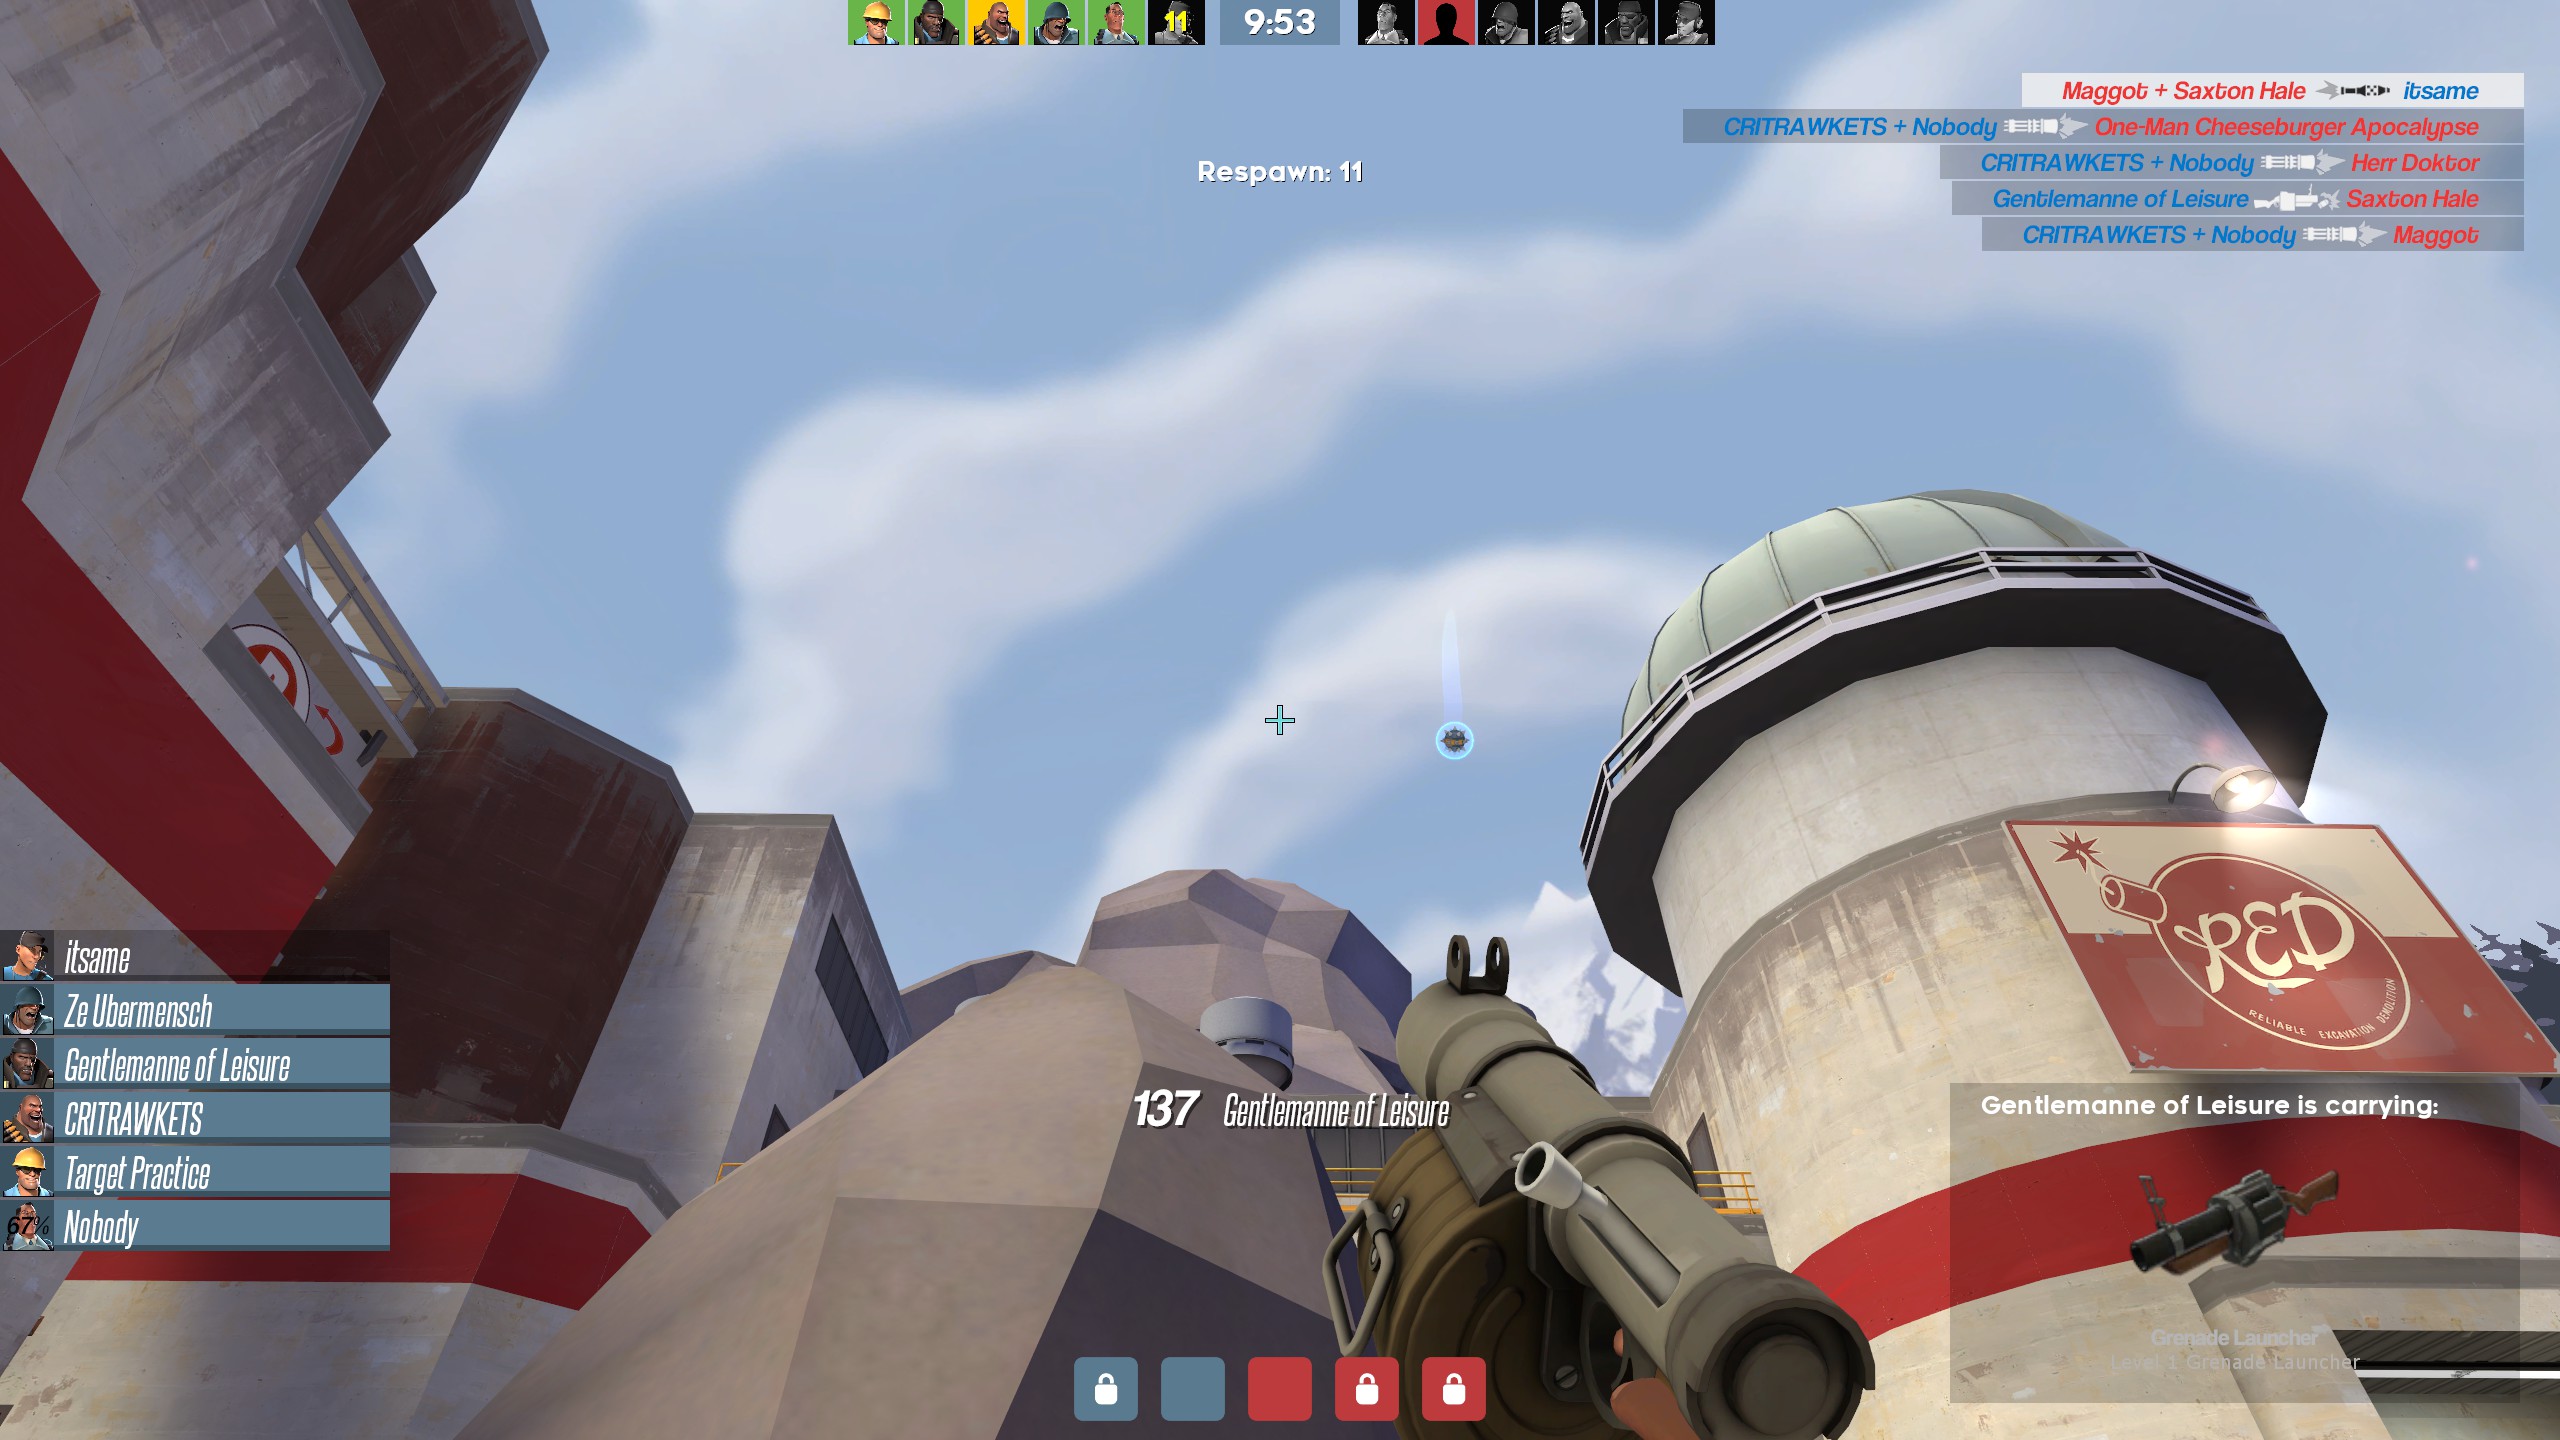 11
9:53
Respawn: 11
Maggot + Saxton Hale itsame
CRITRAWKETS + Nobody One-Man Cheeseburger Apocalypse
CRITRAWKETS + Nobody Herr Doktor
Gentlemanne of Leisure Saxton Hale
CRITRAWKETS + Nobody Maggot
RED
RELIABLE EXCAVATION DEMOLITION
itsame
Ze Ubermensch
Gentlemanne of Leisure
CRITRAWKETS
Target Practice
67% Nobody
137 Gentlemanne of Leisure
Gentlemanne of Leisure is carrying:
Grenade Launcher
Level 1 Grenade Launcher